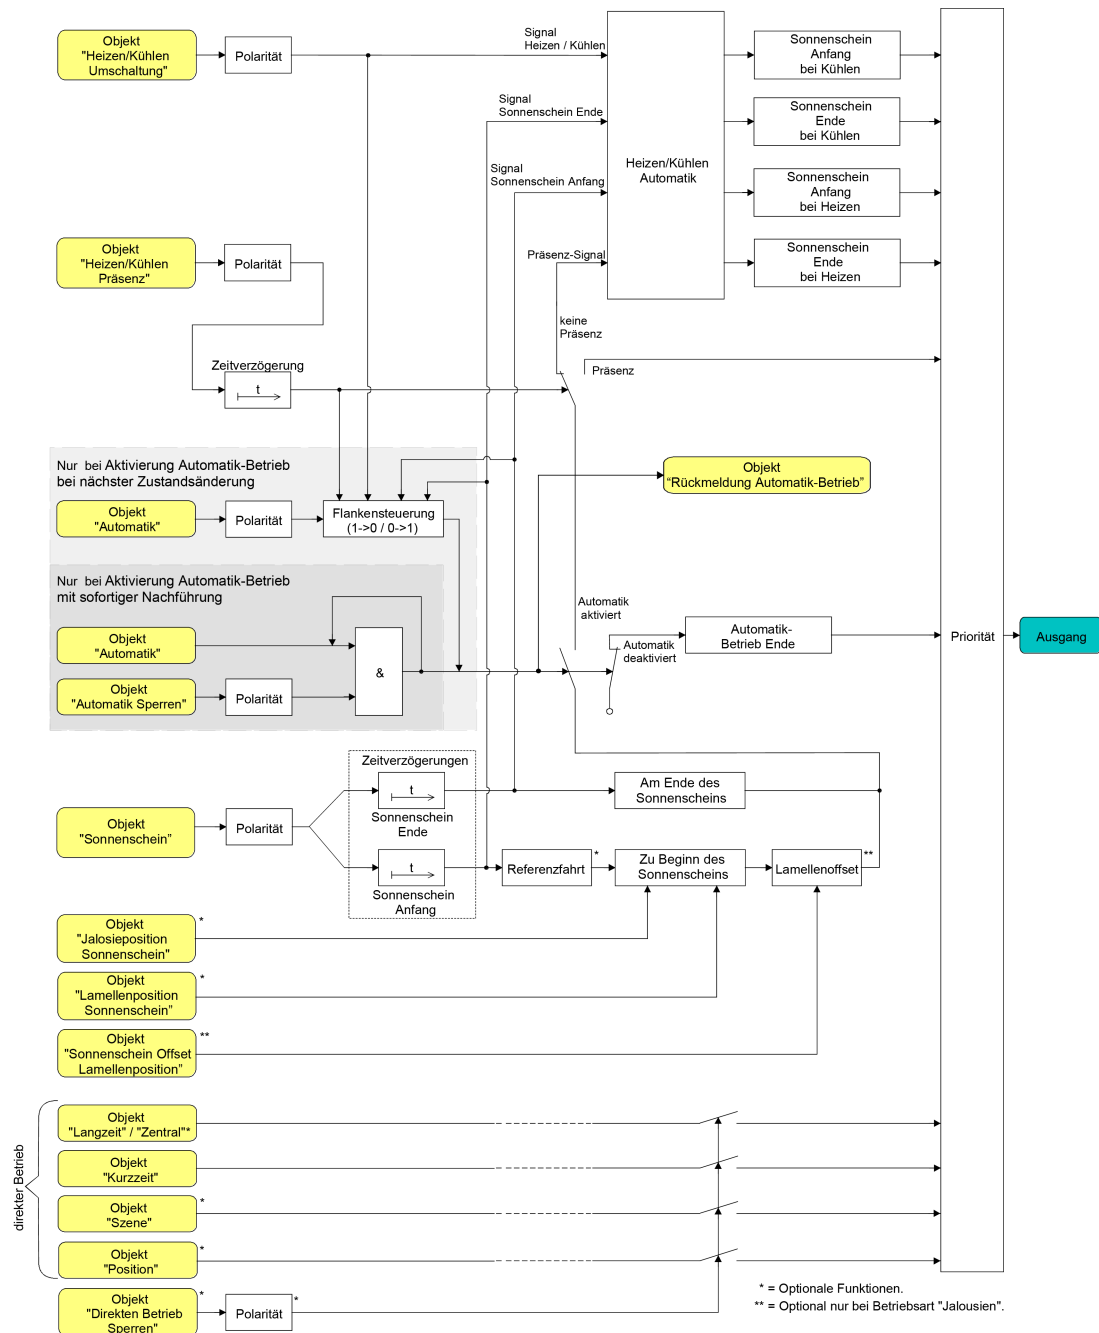 Objekt
"Heizen/Kühlen
Umschaltung"
Polarität
Signal
Heizen / Kühlen
Sonnenschein
Anfang
bei Kühlen
Signal
Sonnenschein Ende
Sonnenschein
Ende
bei Kühlen
Heizen/Kühlen
Automatik
Signal
Sonnenschein Anfang
Sonnenschein
Anfang
bei Heizen
Objekt
"Heizen/Kühlen
Präsenz"
Polarität
Präsenz-Signal
Sonnenschein
Ende
bei Heizen
keine
Präsenz
Zeitverzögerung
t
Präsenz
Nur bei Aktivierung Automatik-Betrieb
bei nächster Zustandsänderung
Objekt
“Rückmeldung Automatik-Betrieb”
Objekt
"Automatik"
Polarität
Flankensteuerung
(1->0 / 0->1)
Nur bei Aktivierung Automatik-Betrieb
mit sofortiger Nachführung
Automatik
aktiviert
Objekt
"Automatik"
Automatik
deaktiviert
Automatik-
Betrieb Ende
Priorität
Ausgang
&
Objekt
"Automatik Sperren"
Polarität
Zeitverzögerungen
t
Sonnenschein
Ende
Am Ende des
Sonnenscheins
Objekt
"Sonnenschein”
Polarität
t
Sonnenschein
Anfang
Referenzfahrt
*
Zu Beginn des
Sonnenscheins
Lamellenoffset
**
Objekt
"Jalosieposition
Sonnenschein"
*
Objekt
"Lamellenposition
Sonnenschein”
*
Objekt
"Sonnenschein Offset
Lamellenposition”
**
direkter Betrieb
Objekt
"Langzeit" / "Zentral"*
Objekt
"Kurzzeit"
Objekt
"Szene"
*
Objekt
"Position"
*
Objekt
"Direkten Betrieb
Sperren"
*
Polarität
*
* = Optionale Funktionen.
** = Optional nur bei Betriebsart "Jalousien".